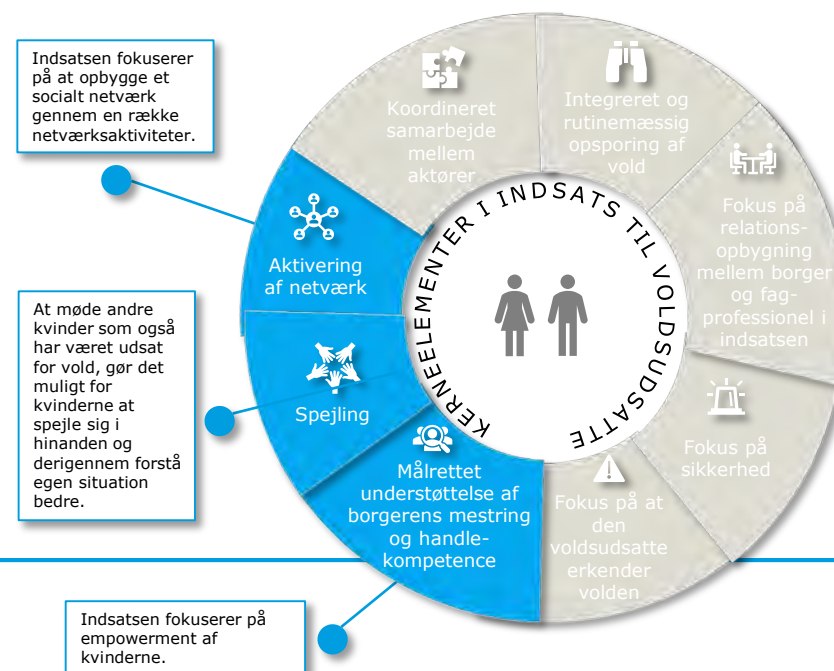 Indsatsen fokuserer
på at opbygge et
socialt netværk
gennem en række
netværksaktiviteter.
At møde andre
kvinder som også
har været udsat
for vold, gør det
muligt for
kvinderne at
spejle sig i
hinanden og
derigennem forstå
egen situation
bedre.
Indsatsen fokuserer på
empowerment af
kvinderne.
KERNEELEMENTER I INDSATS TIL VOLDSUDSATTE
Koordineret
samarbejde
mellem
aktører
Integreret og
rutinemæssig
opsporing af
vold
Fokus på
relations-
opbygning
mellem borger
og fag-
professionel i
indsatsen
Fokus på
sikkerhed
Fokus på at
den
voldsudsatte
erkender
volden
Målrettet
understøttelse af
borgerens mestring
og handle-
kompetence
Spejling
Aktivering
af netværk